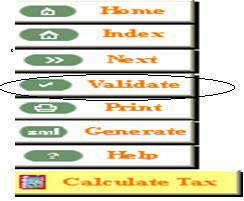 Home
Index
>> Next
Validate
Print
xml Generate
? Help
Calculate Tax